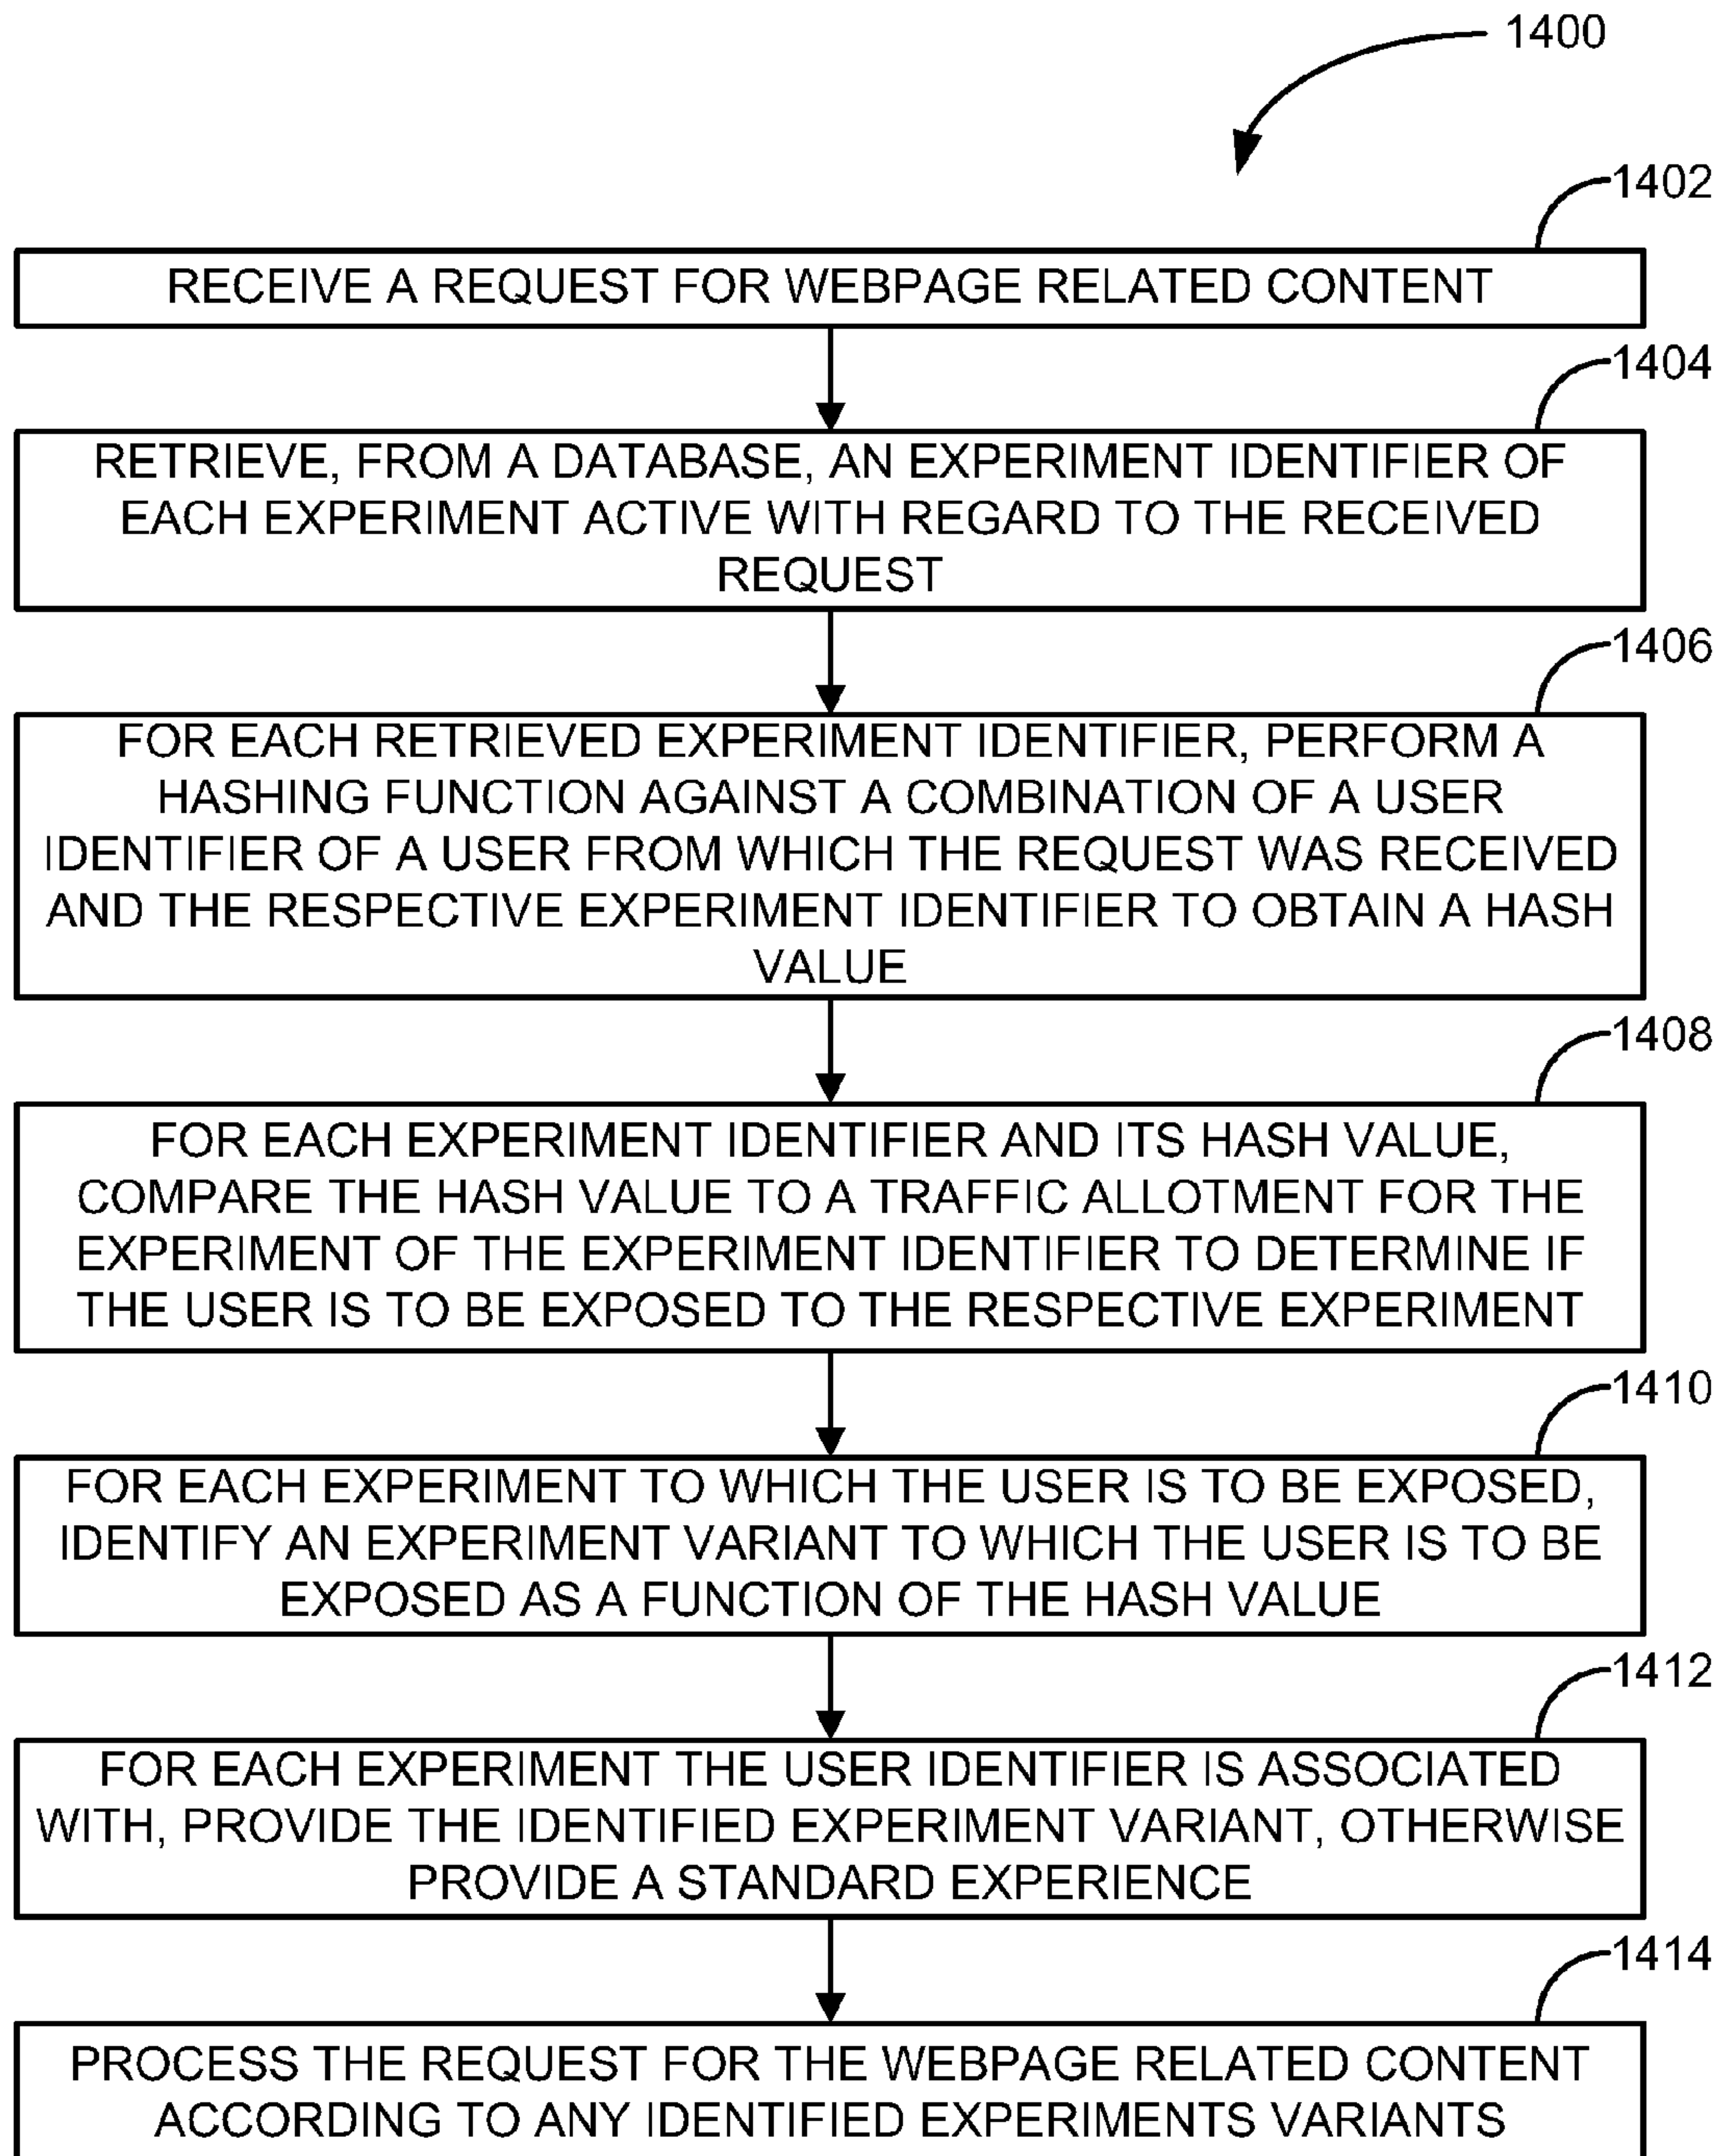 1400
1402
RECEIVE A REQUEST FOR WEBPAGE RELATED CONTENT
1404
RETRIEVE, FROM A DATABASE, AN EXPERIMENT IDENTIFIER OF
EACH EXPERIMENT ACTIVE WITH REGARD TO THE RECEIVED
REQUEST
1406
FOR EACH RETRIEVED EXPERIMENT IDENTIFIER, PERFORM A
HASHING FUNCTION AGAINST A COMBINATION OF A USER
IDENTIFIER OF A USER FROM WHICH THE REQUEST WAS RECEIVED
AND THE RESPECTIVE EXPERIMENT IDENTIFIER TO OBTAIN A HASH
VALUE
1408
FOR EACH EXPERIMENT IDENTIFIER AND ITS HASH VALUE,
COMPARE THE HASH VALUE TO A TRAFFIC ALLOTMENT FOR THE
EXPERIMENT OF THE EXPERIMENT IDENTIFIER TO DETERMINE IF
THE USER IS TO BE EXPOSED TO THE RESPECTIVE EXPERIMENT
1410
FOR EACH EXPERIMENT TO WHICH THE USER IS TO BE EXPOSED,
IDENTIFY AN EXPERIMENT VARIANT TO WHICH THE USER IS TO BE
EXPOSED AS A FUNCTION OF THE HASH VALUE
1412
FOR EACH EXPERIMENT THE USER IDENTIFIER IS ASSOCIATED
WITH, PROVIDE THE IDENTIFIED EXPERIMENT VARIANT, OTHERWISE
PROVIDE A STANDARD EXPERIENCE
1414
PROCESS THE REQUEST FOR THE WEBPAGE RELATED CONTENT
ACCORDING TO ANY IDENTIFIED EXPERIMENTS VARIANTS